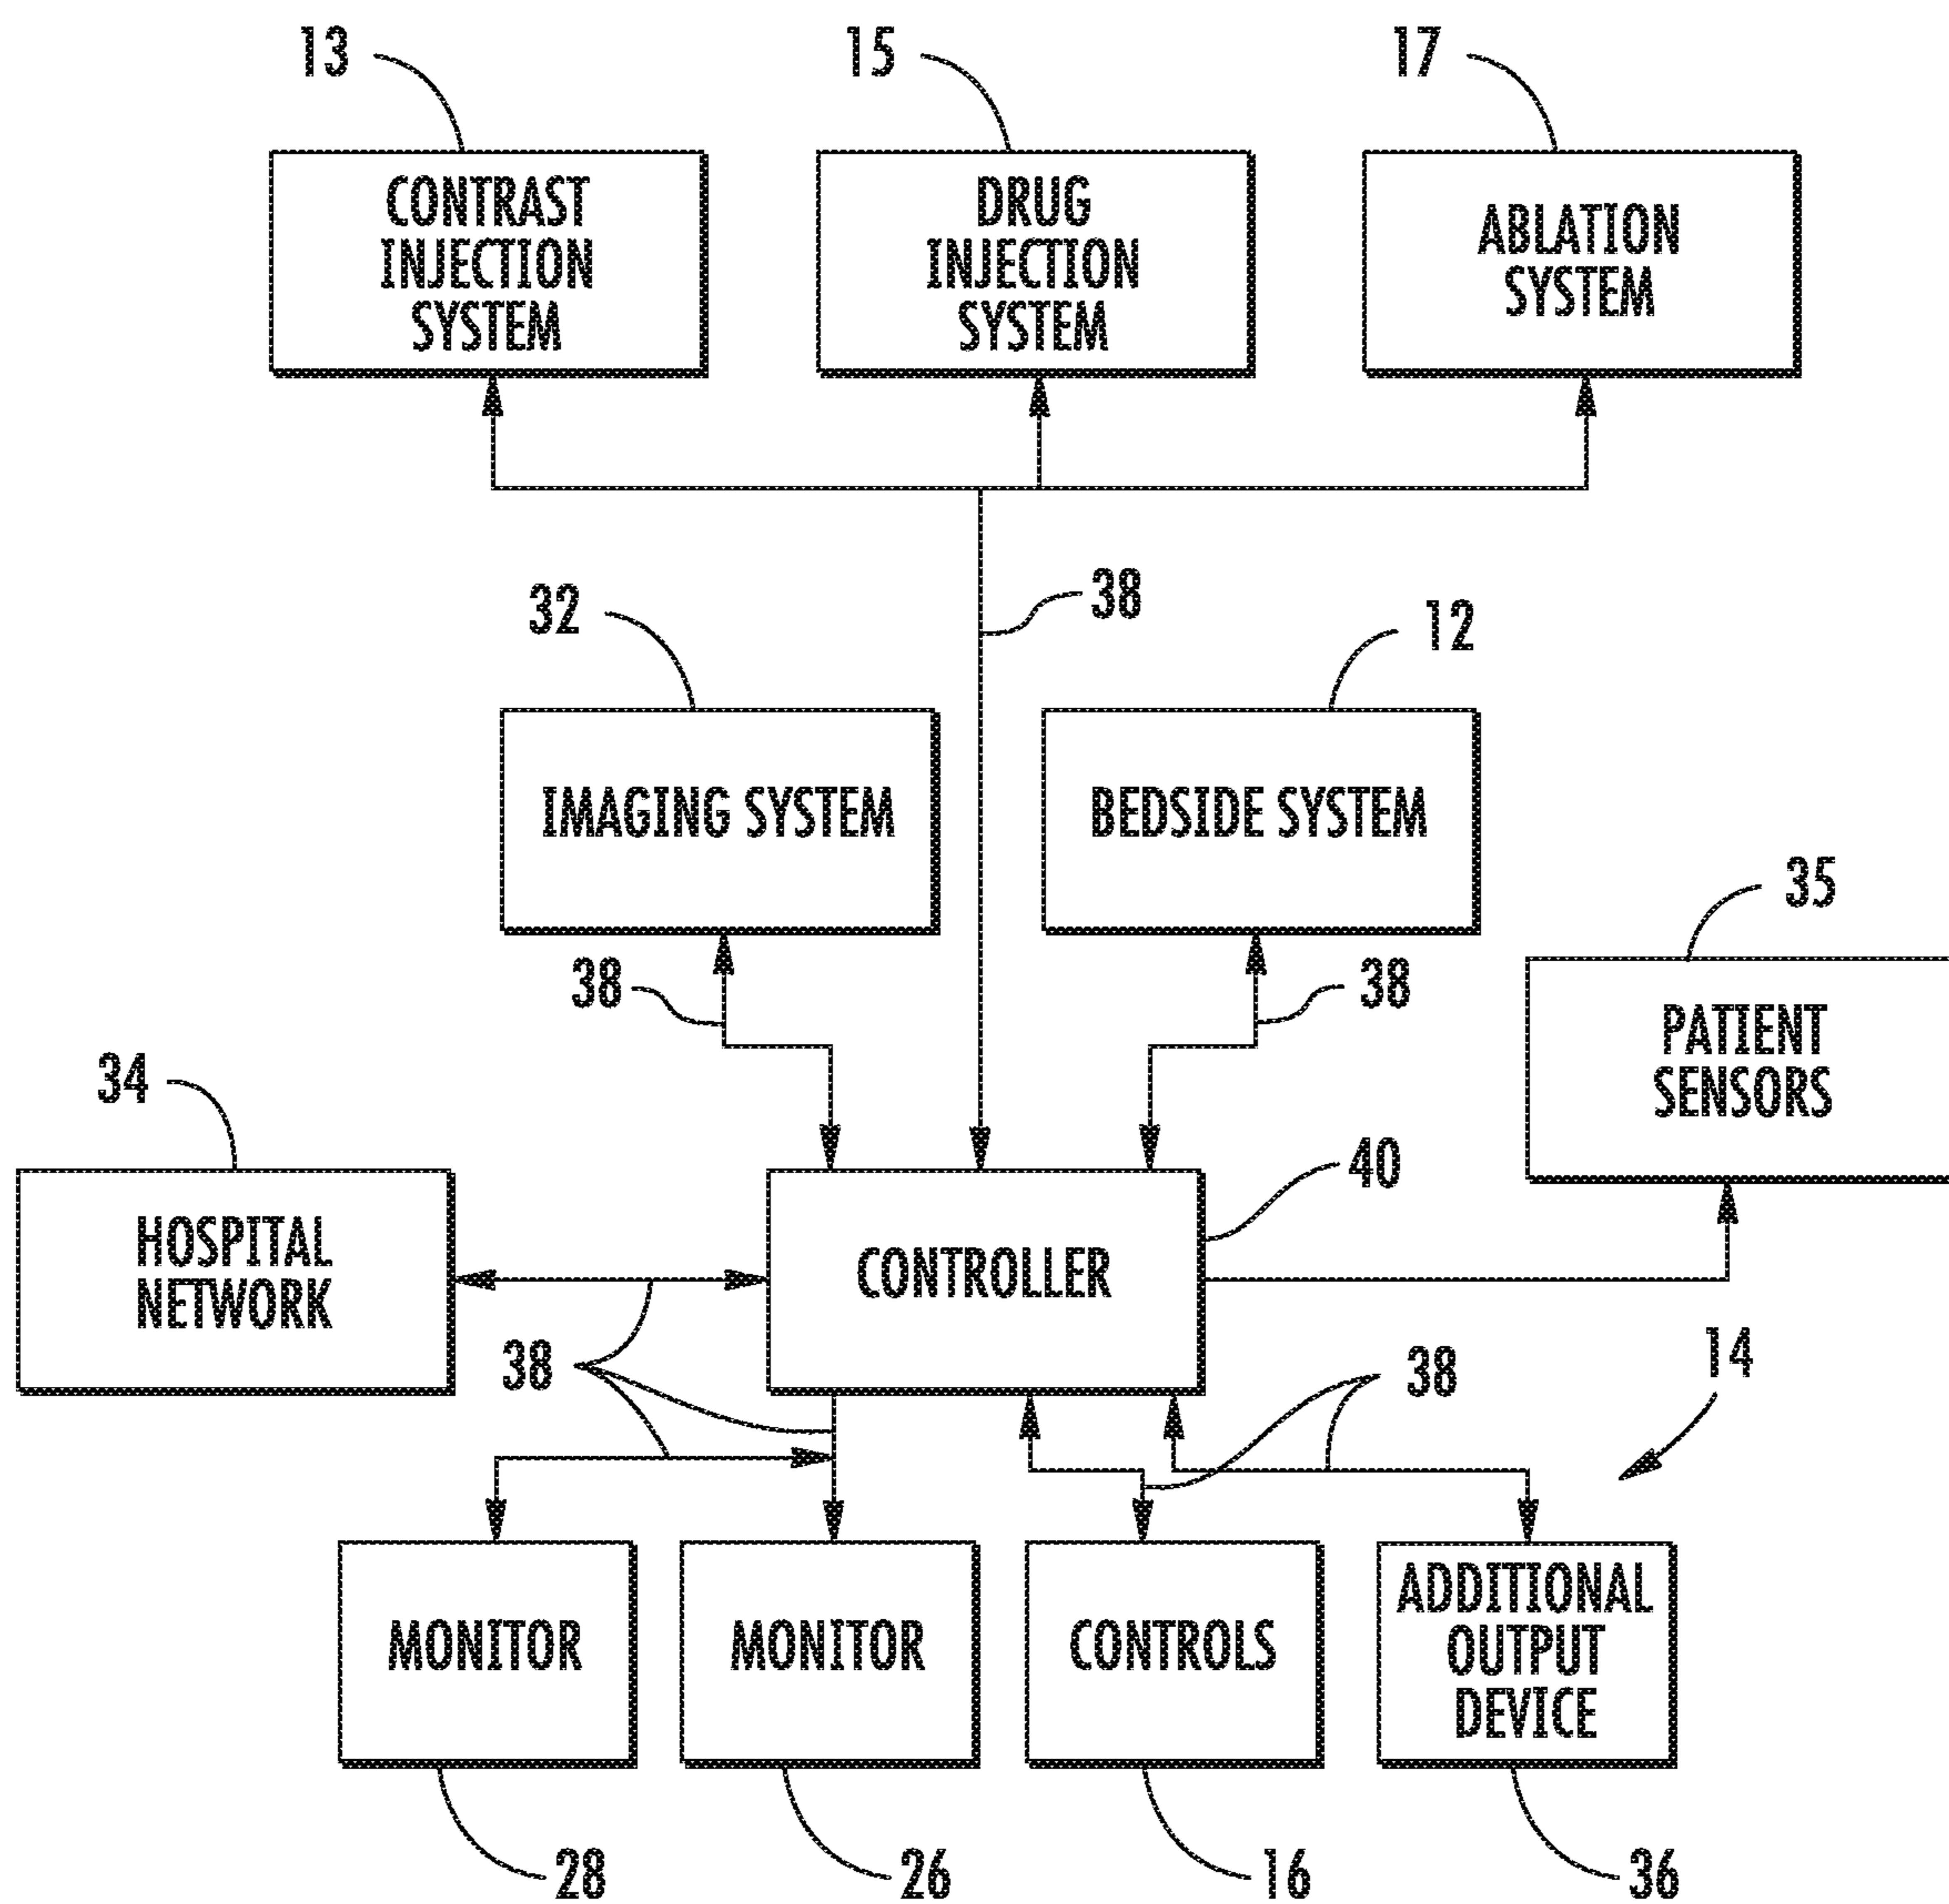 13
15
17
CONTRAST
INJECTION
SYSTEM
DRUG
INJECTION
SYSTEM
ABLATION
SYSTEM
38
32
12
IMAGING SYSTEM
BEDSIDE SYSTEM
35
38
38
PATIENT
SENSORS
34
40
HOSPITAL
NETWORK
CONTROLLER
38
38
14
MONITOR
MONITOR
CONTROLS
ADDITIONAL
OUTPUT
DEVICE
28
26
16
36